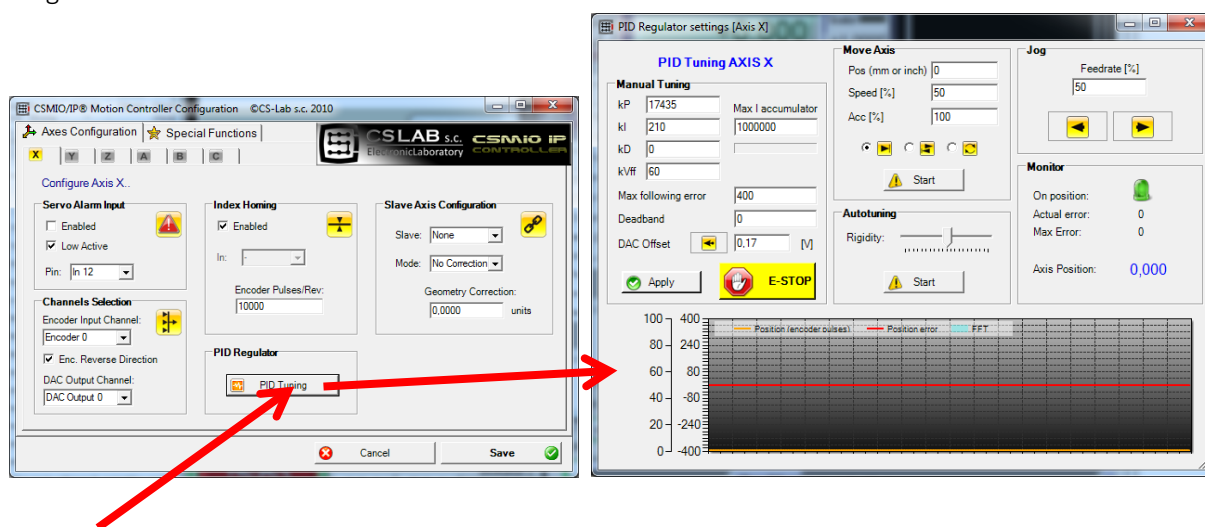 CSMIO/IP® Motion Controller Configuration ©CS-Lab s.c. 2010
Axes Configuration
Special Functions
CSLAB s.c.
ElectronicLaboratory
CSMIO IP
CONTROLLER
X Y Z A B C
Configure Axis X..
Servo Alarm Input
Enabled
Low Active
Pin: In 12
Channels Selection
Encoder Input Channel:
Encoder 0
Enc. Reverse Direction
DAC Output Channel:
DAC Output 0
Index Homing
Enabled
In: -
Encoder Pulses/Rev:
10000
PID Regulator
PID Tuning
Slave Axis Configuration
Slave: None
Mode: No Correction
Geometry Correction:
0,0000 units
Cancel
Save
PID Regulator settings [Axis X]
PID Tuning AXIS X
Manual Tuning
kP 17435
kI 210
kD 0
kVff 60
Max I accumulator
1000000
Max following error 400
Deadband 0
DAC Offset 0,17 [V]
Apply
E-STOP
Move Axis
Pos (mm or inch) 0
Speed [%] 50
Acc [%] 100
Start
Autotuning
Rigidity:
Start
Jog
Feedrate [%]
50
Monitor
On position:
Actual error: 0
Max Error: 0
Axis Position: 0,000
Position (encoder pulses) Position error FFT
100 400
80 240
60 80
40 -80
20 -240
0 -400